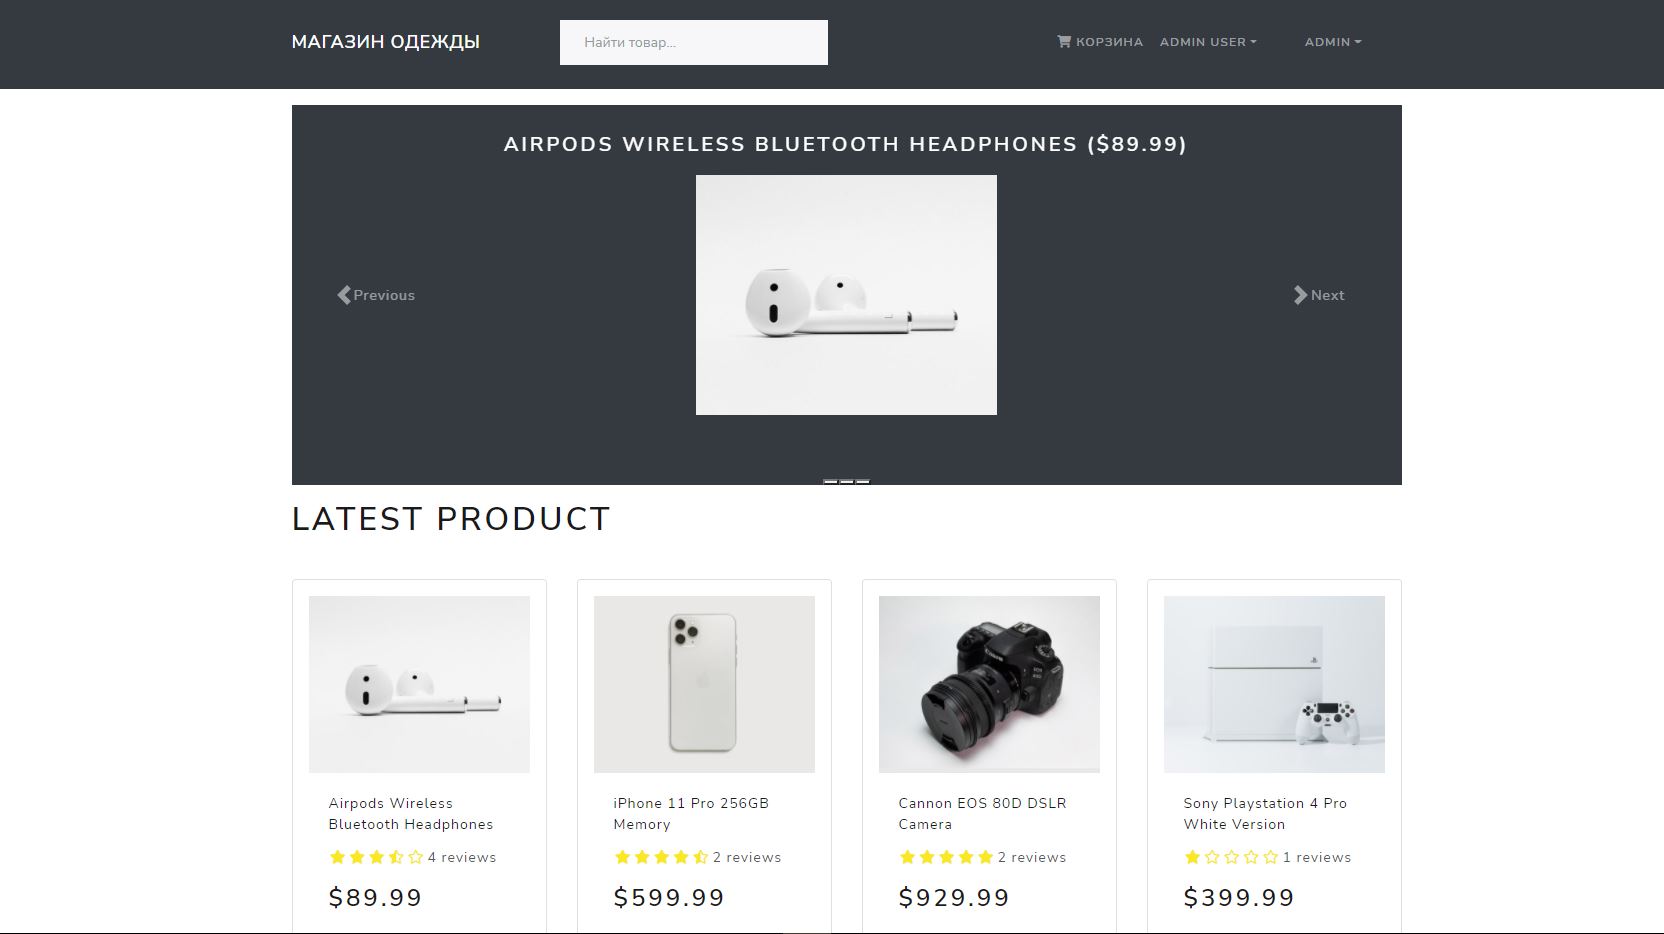 МАГАЗИН ОДЕЖДЫ
Найти товар...
КОРЗИНА
ADMIN USER
ADMIN
AIRPODS WIRELESS BLUETOOTH HEADPHONES ($89.99)
Previous
Next
LATEST PRODUCT
Airpods Wireless
Bluetooth Headphones
4 reviews
$89.99
iPhone 11 Pro 256GB
Memory
2 reviews
$599.99
Canon
Cannon EOS 80D DSLR
Camera
2 reviews
$929.99
Sony Playstation 4 Pro
White Version
1 reviews
$399.99